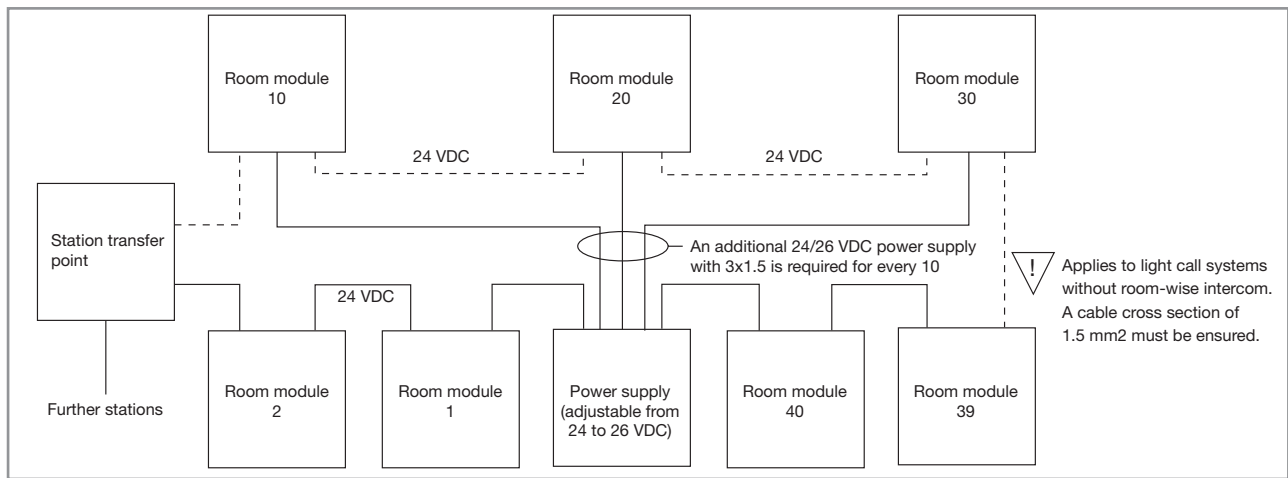 Room module
10
Room module
20
Room module
30
24 VDC
24 VDC
Station transfer
point
An additional 24/26 VDC power supply
with 3x1.5 is required for every 10
!
Applies to light call systems
without room-wise intercom.
A cable cross section of
1.5 mm2 must be ensured.
24 VDC
Further stations
Room module
2
Room module
1
Power supply
(adjustable from
24 to 26 VDC)
Room module
40
Room module
39